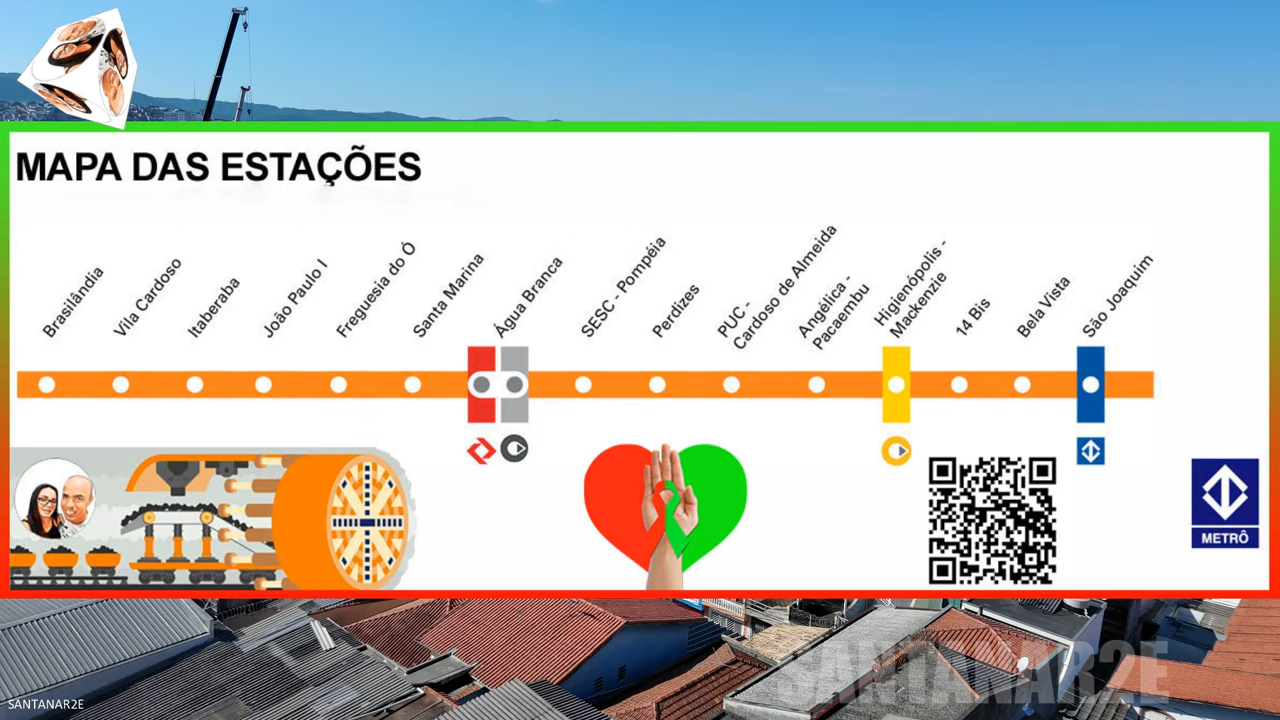 MAPA DAS ESTAÇÕES
Brasilândia
Vila Cardoso
Itaberaba
João Paulo I
Freguesia do Ó
Santa Marina
Água Branca
SESC - Pompéia
Perdizes
PUC -
Cardoso de Almeida
Angélica -
Pacaembu
Higienópolis -
Mackenzie
14 Bis
Bela Vista
São Joaquim
METRÔ
SANTANAR2E
SANTANAR2E